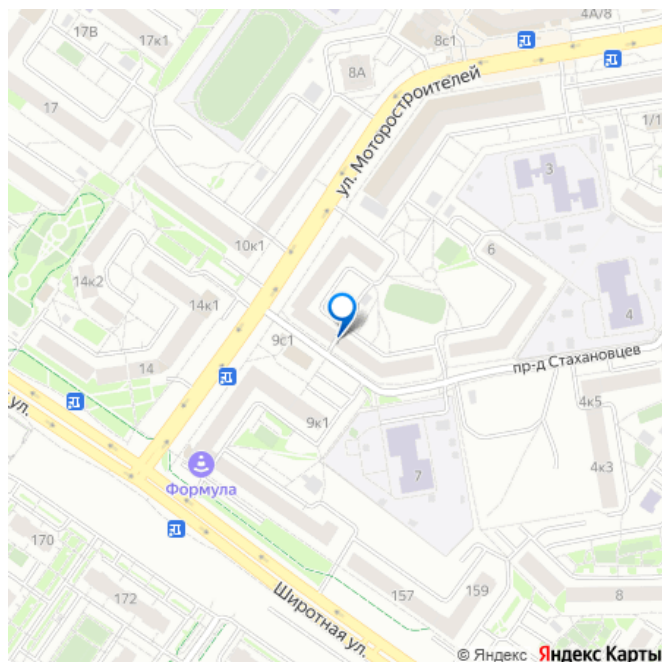 17В
17к1
8с1
4А/8
8А
17
ул. Моторостроителей
1/1
3
10к1
6
14к2
14к1
4
9с1
пр-д Стахановцев
14
ул.
4к5
9к1
7
4к3
Формула
170
172
Широтная ул.
157
159
8
© Яндекс Яндекс Карты